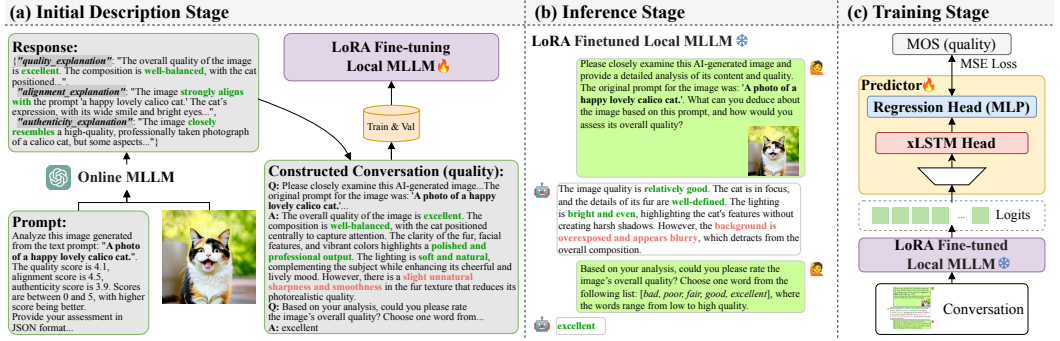 (a) Initial Description Stage
Response:
{"quality_explanation": "The overall quality of the image
is excellent. The composition is well-balanced, with the cat
positioned...",
"alignment_explanation": "The image strongly aligns
with the prompt 'a happy lovely calico cat.' The cat's
expression, with its wide smile and bright eyes...",
"authenticity_explanation": "The image closely
resembles a high-quality, professionally taken photograph
of a calico cat, but some aspects..."}
Online MLLM
Prompt:
Analyze this image generated
from the text prompt: "A photo
of a happy lovely calico cat.".
The quality score is 4.1,
alignment score is 4.5,
authenticity score is 3.9. Scores
are between 0 and 5, with higher
score being better.
Provide your assessment in
JSON format...
LoRA Fine-tuning
Local MLLM
Train & Val
Constructed Conversation (quality):
Q: Please closely examine this AI-generated image...The
original prompt for the image was: 'A photo of a happy
lovely calico cat.'...
A: The overall quality of the image is excellent. The
composition is well-balanced, with the cat positioned
centrally to capture attention. The clarity of the fur, facial
features, and vibrant colors highlights a polished and
professional output. The lighting is soft and natural,
complementing the subject while enhancing its cheerful and
lively mood. However, there is a slight unnatural
sharpness and smoothness in the fur texture that reduces its
photorealistic quality.
Q: Based on your analysis, could you please rate
the image's overall quality? Choose one word from...
A: excellent
(b) Inference Stage
LoRA Finetuned Local MLLM
Please closely examine this AI-generated image and
provide a detailed analysis of its content and quality.
The original prompt for the image was: 'A photo of a
happy lovely calico cat.'. What can you deduce about
the image based on this prompt, and how would you
assess its overall quality?
The image quality is relatively good. The cat is in focus,
and the details of its fur are well-defined. The lighting
is bright and even, highlighting the cat's features without
creating harsh shadows. However, the background is
overexposed and appears blurry, which detracts from the
overall composition.
Based on your analysis, could you please rate the
image's overall quality? Choose one word from the
following list: [bad, poor, fair, good, excellent], where
the words range from low to high quality.
excellent
(c) Training Stage
MOS (quality)
MSE Loss
Predictor
Regression Head (MLP)
xLSTM Head
...
Logits
LoRA Fine-tuned
Local MLLM
Conversation